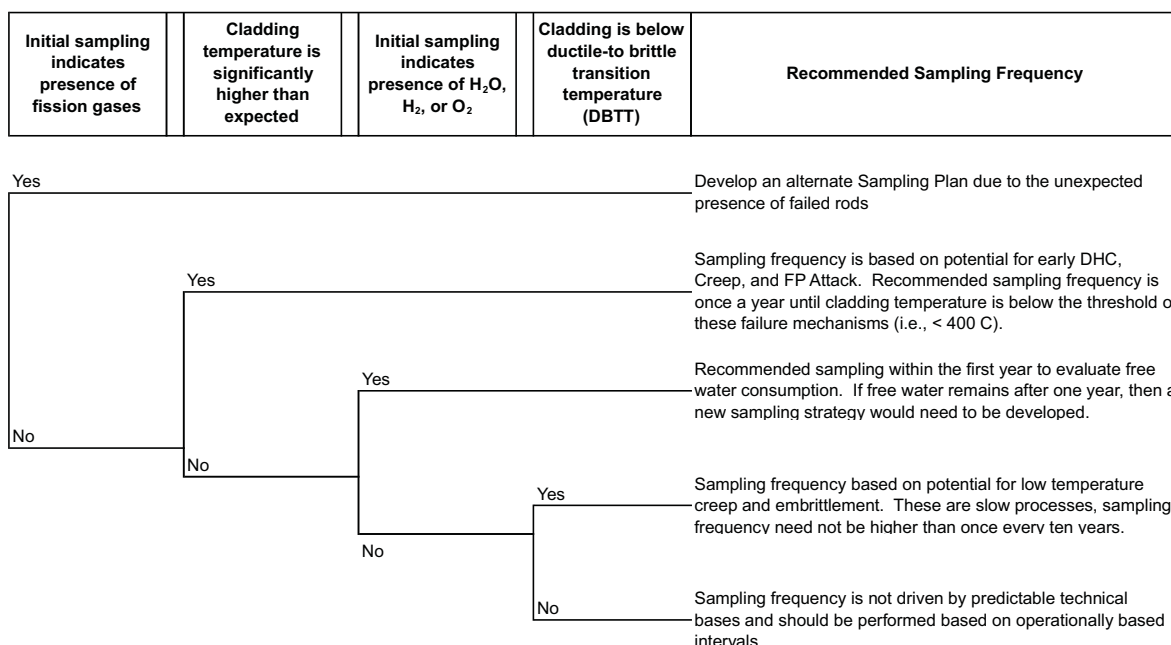 Initial sampling
indicates
presence of
fission gases
Cladding
temperature is
significantly
higher than
expected
Initial sampling
indicates
presence of H₂O,
H₂, or O₂
Cladding is below
ductile-to brittle
transition
temperature
(DBTT)
Recommended Sampling Frequency
Yes
Develop an alternate Sampling Plan due to the unexpected
presence of failed rods
Yes
Sampling frequency is based on potential for early DHC,
Creep, and FP Attack. Recommended sampling frequency is
once a year until cladding temperature is below the threshold o
these failure mechanisms (i.e., < 400 C).
Yes
Recommended sampling within the first year to evaluate free
water consumption. If free water remains after one year, then a
new sampling strategy would need to be developed.
No
No
Yes
Sampling frequency based on potential for low temperature
creep and embrittlement. These are slow processes, sampling
frequency need not be higher than once every ten years.
No
No
Sampling frequency is not driven by predictable technical
bases and should be performed based on operationally based
intervals